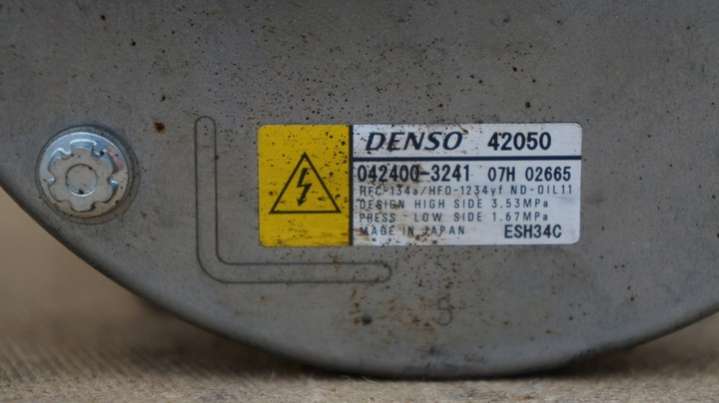 DENSO 42050
042400-3241 07H 02665
HFC-134a/HFO-1234yf ND-OIL11
DESIGN HIGH SIDE 3.53MPa
PRESS. LOW SIDE 1.67MPa
MADE IN JAPAN ESH34C